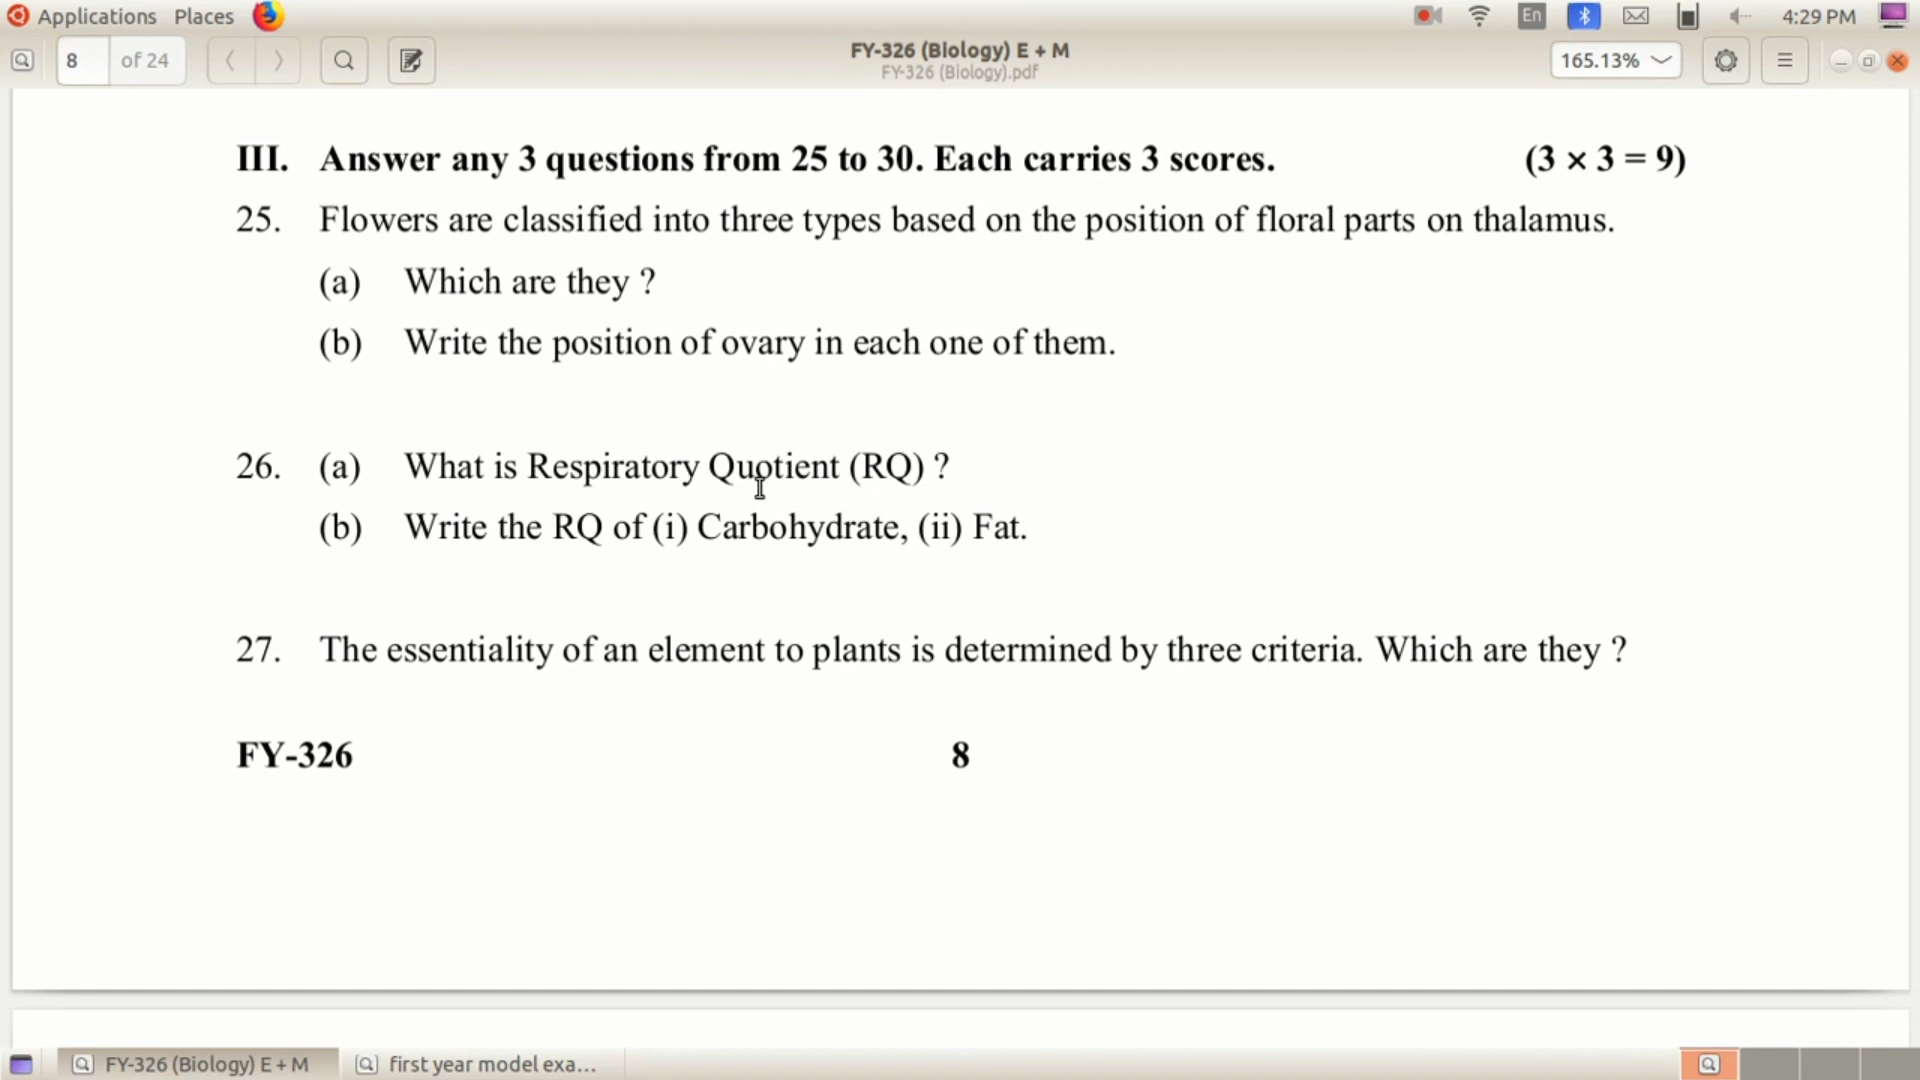 Applications Places En 4:29 PM
8 of 24 FY-326 (Biology) E + M 165.13%
FY-326 (Biology).pdf
III. Answer any 3 questions from 25 to 30. Each carries 3 scores. (3 × 3 = 9)
25. Flowers are classified into three types based on the position of floral parts on thalamus.
(a) Which are they ?
(b) Write the position of ovary in each one of them.
26. (a) What is Respiratory Quotient (RQ) ?
(b) Write the RQ of (i) Carbohydrate, (ii) Fat.
27. The essentiality of an element to plants is determined by three criteria. Which are they ?
FY-326 8
FY-326 (Biology) E + M first year model exa...